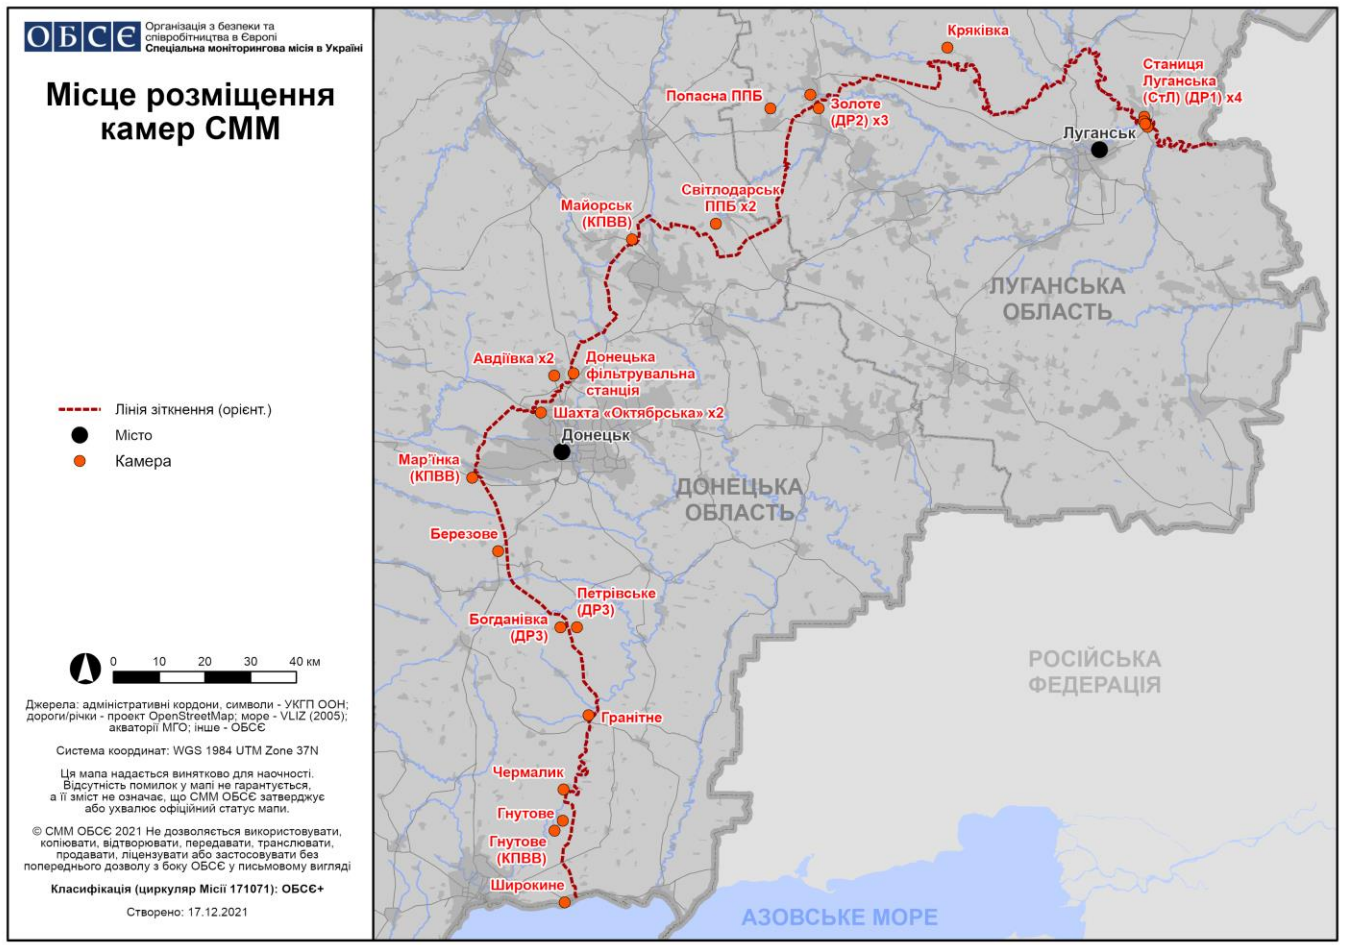 ОБСЄ
Організація з безпеки та
співробітництва в Європі
Спеціальна моніторингова місія в Україні
Місце розміщення
камер СММ
Лінія зіткнення (орієнт.)
Місто
Камера
0 10 20 30 40 км
Джерела: адміністративні кордони, символи - УКГП ООН;
дороги/річки - проект OpenStreetMap; море - VLIZ (2005);
акваторії МГО; інше - ОБСЄ
Система координат: WGS 1984 UTM Zone 37N
Ця мапа надається винятково для наочності.
Відсутність помилок у мапі не гарантується,
а її зміст не означає, що СММ ОБСЄ затверджує
або ухвалює офіційний статус мапи.
© СММ ОБСЄ 2021 Не дозволяється використовувати,
копіювати, відтворювати, передавати, транслювати,
продавати, ліцензувати або застосовувати без
попереднього дозволу з боку ОБСЄ у письмовому вигляді
Класифікація (циркуляр Місії 171071): ОБСЄ+
Створено: 17.12.2021
Кряківка
Станиця
Луганська
(СтЛ) (ДР1) x4
Попасна ППБ
Золоте
(ДР2) x3
Луганськ
Світлодарськ
ППБ x2
Майорськ
(КПВВ)
ЛУГАНСЬКА
ОБЛАСТЬ
Авдіївка x2
Донецька
фільтрувальна
станція
Шахта «Октябрська» x2
Донецьк
Мар'їнка
(КПВВ)
ДОНЕЦЬКА
ОБЛАСТЬ
Березове
Петрівське
(ДР3)
Богданівка
(ДР3)
РОСІЙСЬКА
ФЕДЕРАЦІЯ
Гранітне
Чермалик
Гнутове
Гнутове
(КПВВ)
Широкине
АЗОВСЬКЕ МОРЕ